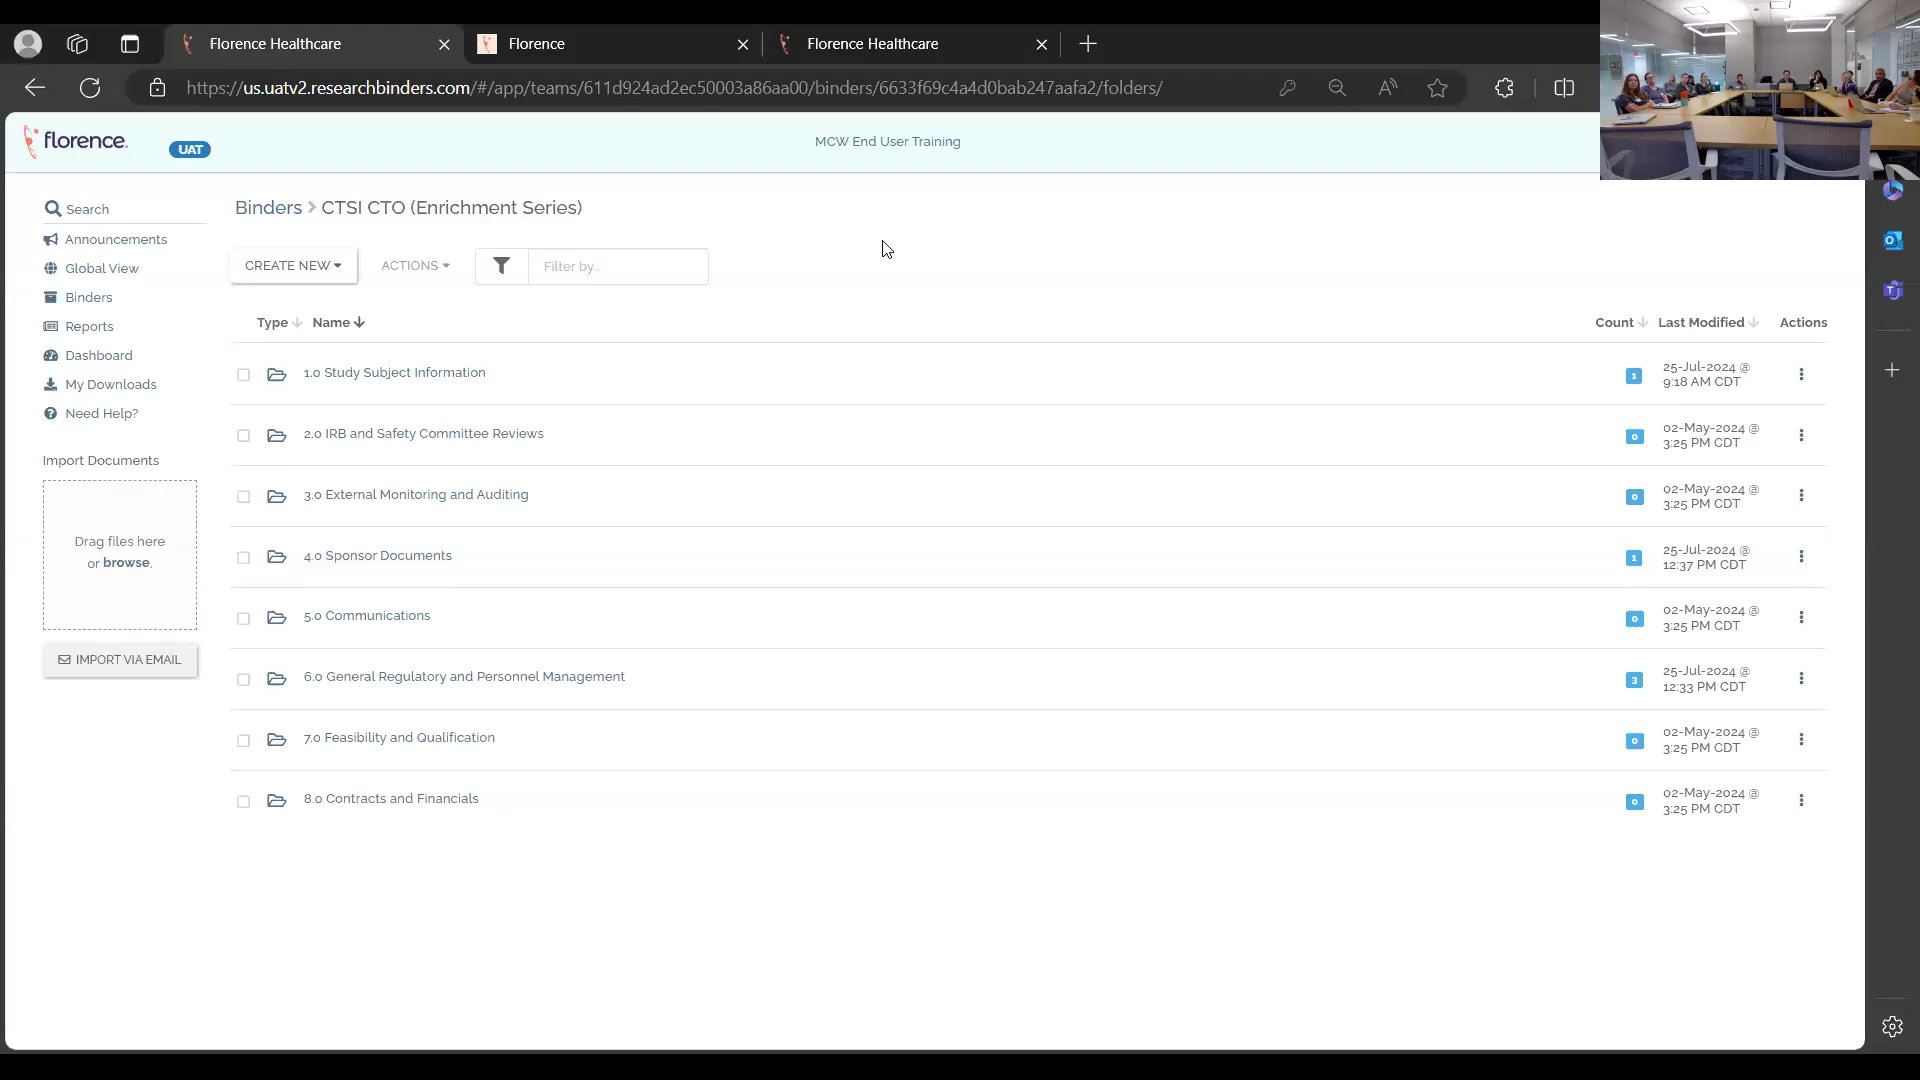 Florence Healthcare
Florence
Florence Healthcare
https://us.uatv2.researchbinders.com/#/app/teams/611d924ad2ec50003a86aa00/binders/6633f69c4a4d0bab247aafa2/folders/
florence.
UAT
MCW End User Training
Search
Announcements
Global View
Binders
Reports
Dashboard
My Downloads
Need Help?
Import Documents
Drag files here
or browse.
IMPORT VIA EMAIL
Binders > CTSI CTO (Enrichment Series)
CREATE NEW
ACTIONS
Filter by...
Type Name Count Last Modified Actions
1.0 Study Subject Information 1 25-Jul-2024 @
9:18 AM CDT
2.0 IRB and Safety Committee Reviews 0 02-May-2024 @
3:25 PM CDT
3.0 External Monitoring and Auditing 0 02-May-2024 @
3:25 PM CDT
4.0 Sponsor Documents 1 25-Jul-2024 @
12:37 PM CDT
5.0 Communications 0 02-May-2024 @
3:25 PM CDT
6.0 General Regulatory and Personnel Management 3 25-Jul-2024 @
12:33 PM CDT
7.0 Feasibility and Qualification 0 02-May-2024 @
3:25 PM CDT
8.0 Contracts and Financials 0 02-May-2024 @
3:25 PM CDT